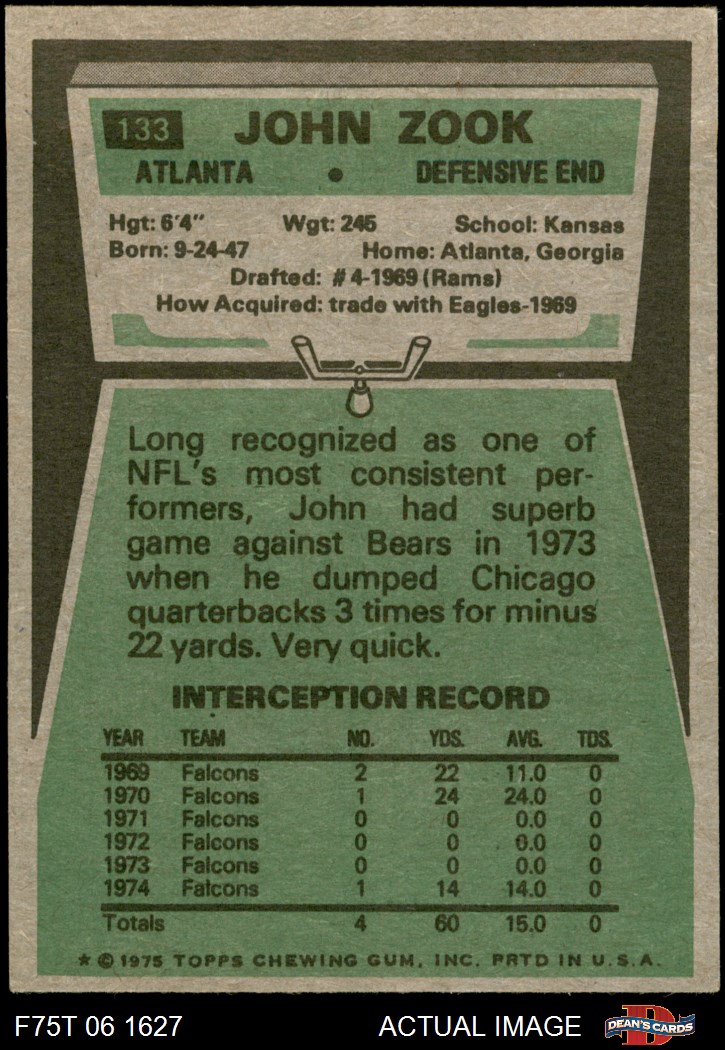 133 JOHN ZOOK
ATLANTA • DEFENSIVE END
Hgt: 6'4" Wgt: 245 School: Kansas
Born: 9-24-47 Home: Atlanta, Georgia
Drafted: #4-1969 (Rams)
How Acquired: trade with Eagles-1969
Long recognized as one of
NFL's most consistent per-
formers, John had superb
game against Bears in 1973
when he dumped Chicago
quarterbacks 3 times for minus
22 yards. Very quick.
INTERCEPTION RECORD
YEAR TEAM NO. YDS. AVG. TDS.
1969 Falcons 2 22 11.0 0
1970 Falcons 1 24 24.0 0
1971 Falcons 0 0 0.0 0
1972 Falcons 0 0 0.0 0
1973 Falcons 0 0 0.0 0
1974 Falcons 1 14 14.0 0
Totals 4 60 15.0 0
* © 1975 TOPPS CHEWING GUM, INC. PRTD IN U.S.A.
F75T 06 1627 ACTUAL IMAGE
D
DEAN'S CARDS